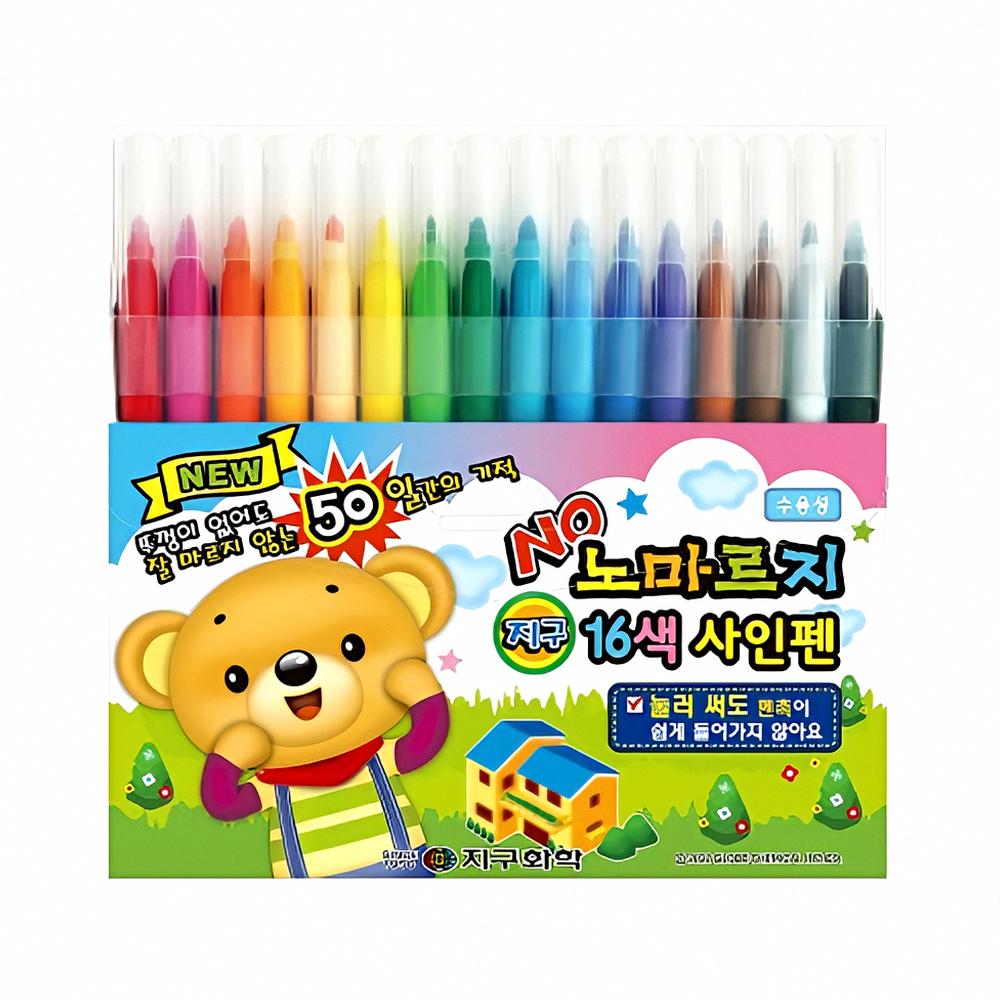 NEW
뚜껑이 없어도
잘 마르지 않는
50일간의 기적
수용성
NO
노마르지
지구 16색 사인펜
눌러 써도 펜촉이
쉽게 들어가지 않아요
지구화학